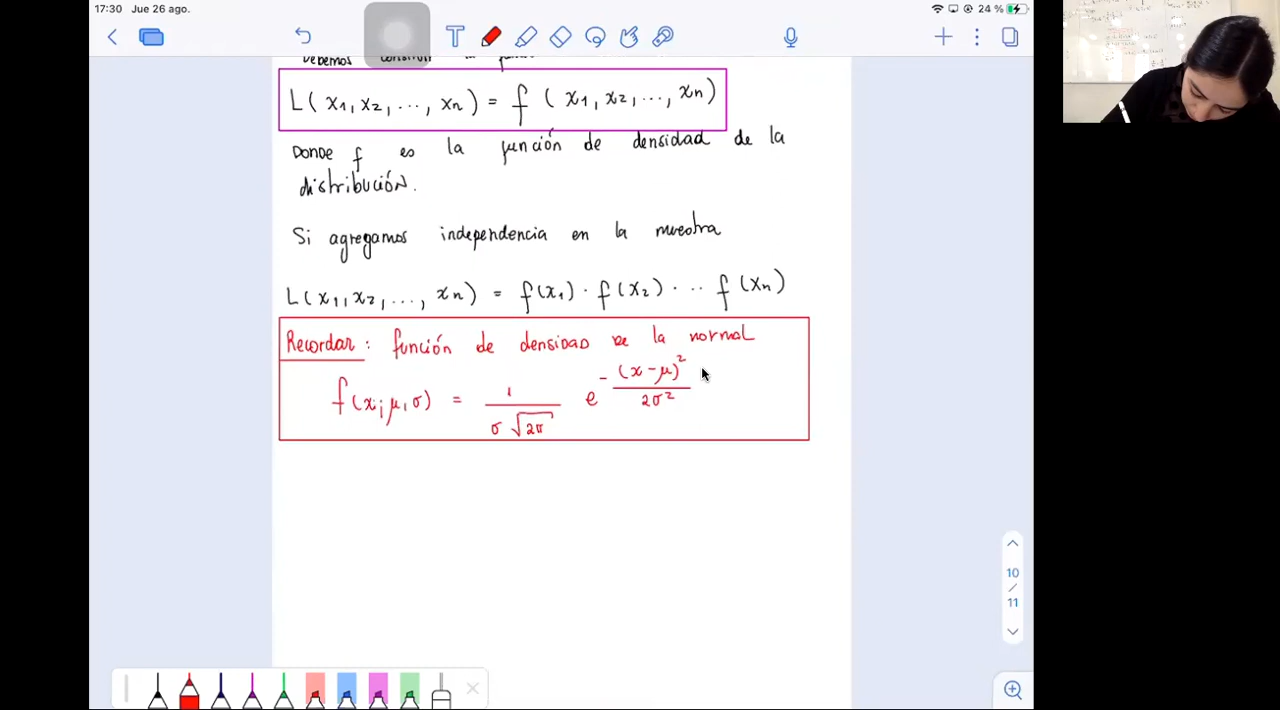 17:30 Jue 26 ago.
24 %
L(x1, x2, ..., xn) = f (x1, x2, ..., xn)
Donde f es la función de densidad de la
distribución.
Si agregamos independencia en la muestra
L(x1, x2, ..., xn) = f(x1) · f(x2) · ·· f(xn)
Recordar: función de densidad de la normal
f(x; μ, σ) = 1 / (σ √2π) e^(-(x-μ)² / 2σ²)
10
/
11